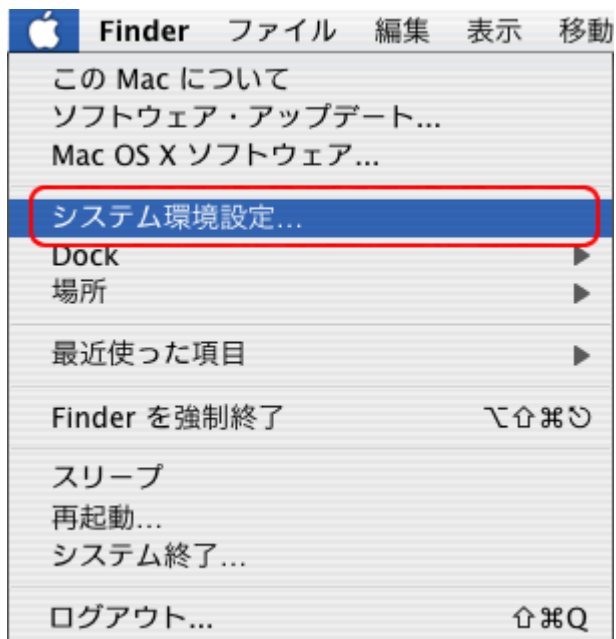 Finder ファイル 編集 表示 移動
この Mac について
ソフトウェア・アップデート...
Mac OS X ソフトウェア...
システム環境設定...
Dock ▶
場所 ▶
最近使った項目 ▶
Finder を強制終了 ⌥⇧⌘⎋
スリープ
再起動...
システム終了...
ログアウト... ⇧⌘Q